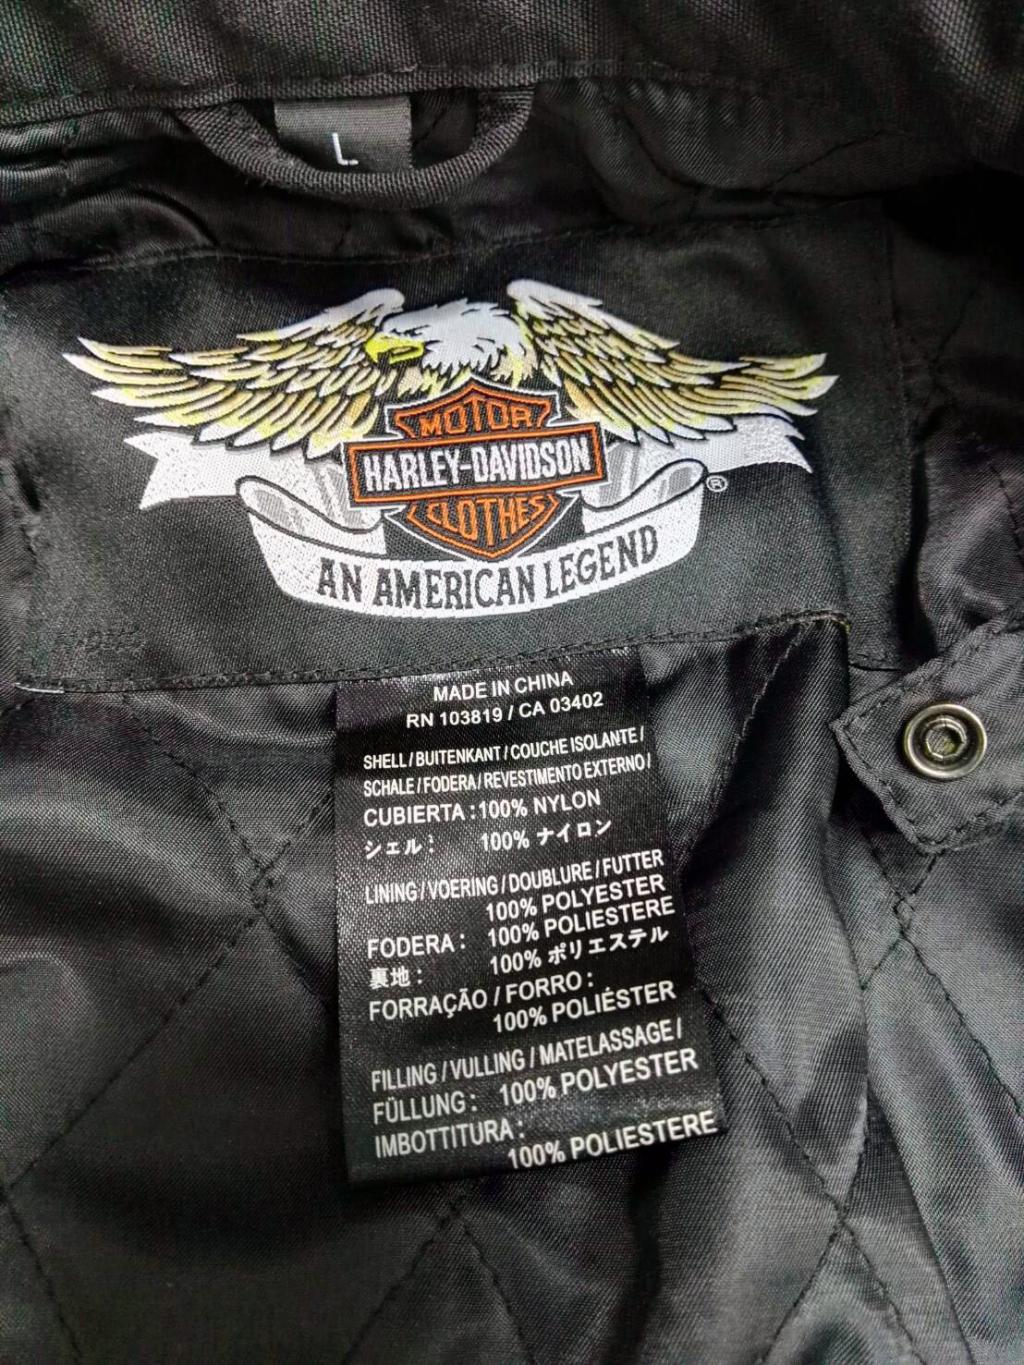 L
MOTOR
HARLEY-DAVIDSON
CLOTHES
®
AN AMERICAN LEGEND
MADE IN CHINA
RN 103819 / CA 03402
SHELL / BUITENKANT / COUCHE ISOLANTE /
SCHALE / FODERA / REVESTIMENTO EXTERNO /
CUBIERTA : 100% NYLON
シェル : 100% ナイロン
LINING / VOERING / DOUBLURE / FUTTER
100% POLYESTER
FODERA : 100% POLIESTERE
裏地 : 100% ポリエステル
FORRAÇÃO / FORRO :
100% POLIÉSTER
FILLING / VULLING / MATELASSAGE /
FÜLLUNG : 100% POLYESTER
IMBOTTITURA :
100% POLIESTERE